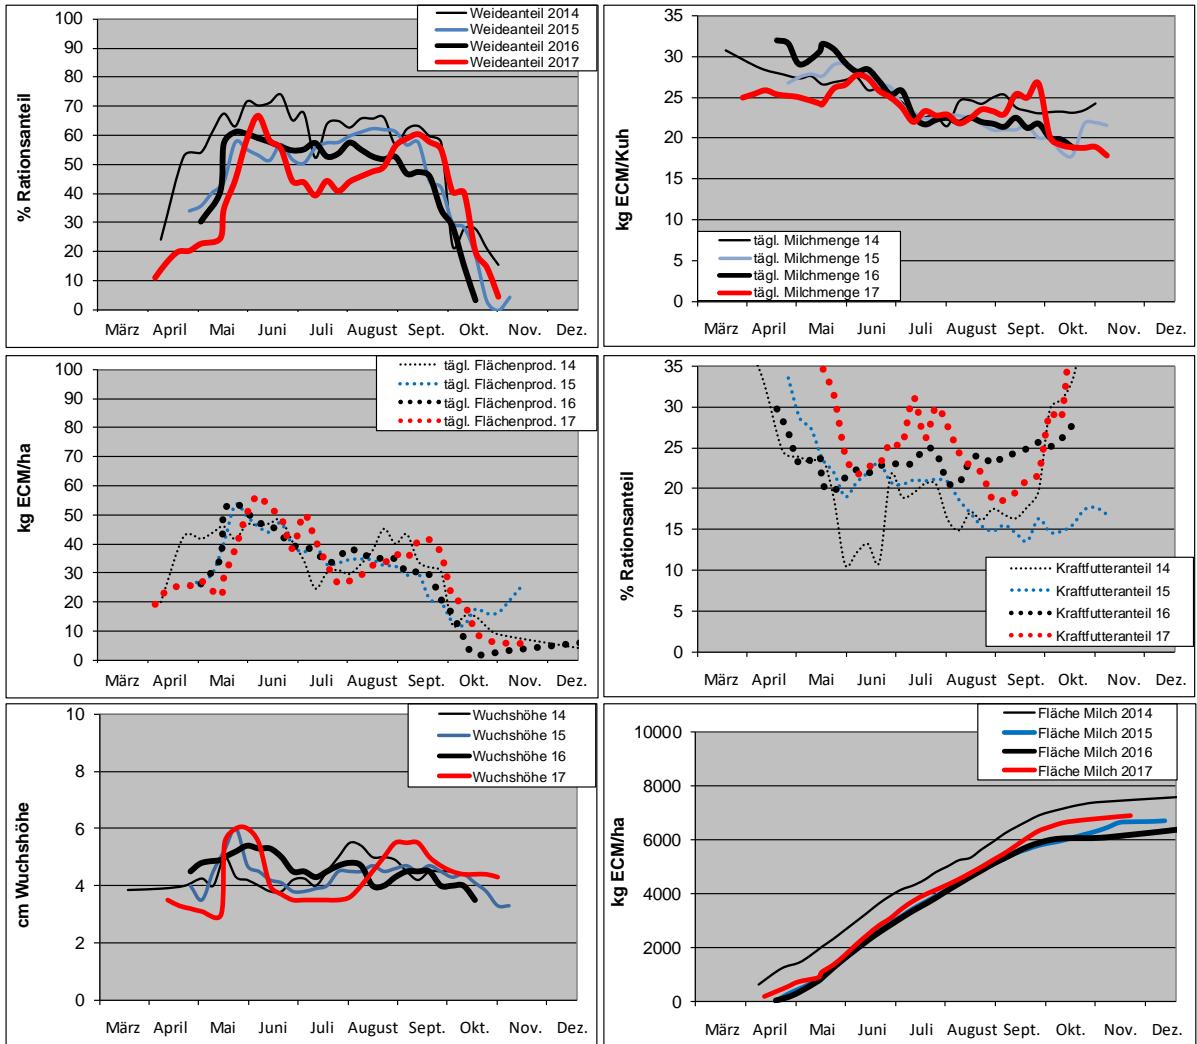 % Rationsanteil
100
90
80
70
60
50
40
30
20
10
0
Weideanteil 2014
Weideanteil 2015
Weideanteil 2016
Weideanteil 2017
März April Mai Juni Juli August Sept. Okt. Nov. Dez.
kg ECM/Kuh
35
30
25
20
15
10
5
0
tägl. Milchmenge 14
tägl. Milchmenge 15
tägl. Milchmenge 16
tägl. Milchmenge 17
März April Mai Juni Juli August Sept. Okt. Nov. Dez.
kg ECM/ha
100
90
80
70
60
50
40
30
20
10
0
tägl. Flächenprod. 14
tägl. Flächenprod. 15
tägl. Flächenprod. 16
tägl. Flächenprod. 17
März April Mai Juni Juli August Sept. Okt. Nov. Dez.
% Rationsanteil
35
30
25
20
15
10
5
0
Kraftfutteranteil 14
Kraftfutteranteil 15
Kraftfutteranteil 16
Kraftfutteranteil 17
März April Mai Juni Juli August Sept. Okt. Nov. Dez.
cm Wuchshöhe
10
8
6
4
2
0
Wuchshöhe 14
Wuchshöhe 15
Wuchshöhe 16
Wuchshöhe 17
März April Mai Juni Juli August Sept. Okt. Nov. Dez.
kg ECM/ha
10000
8000
6000
4000
2000
0
Fläche Milch 2014
Fläche Milch 2015
Fläche Milch 2016
Fläche Milch 2017
März April Mai Juni Juli August Sept. Okt. Nov. Dez.